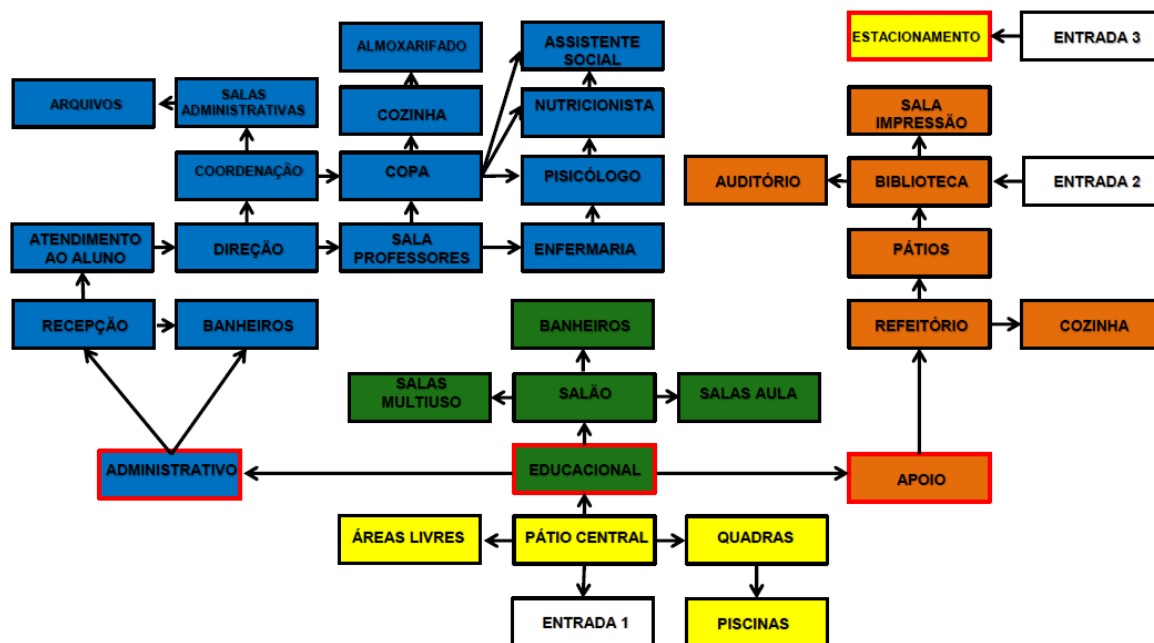 ALMOXARIFADO
ASSISTENTE
SOCIAL
ESTACIONAMENTO
ENTRADA 3
ARQUIVOS
SALAS
ADMINISTRATIVAS
COZINHA
NUTRICIONISTA
SALA
IMPRESSÃO
COORDENAÇÃO
COPA
PISICÓLOGO
AUDITÓRIO
BIBLIOTECA
ENTRADA 2
ATENDIMENTO
AO ALUNO
DIREÇÃO
SALA
PROFESSORES
ENFERMARIA
PÁTIOS
RECEPÇÃO
BANHEIROS
BANHEIROS
REFEITÓRIO
COZINHA
SALAS
MULTIUSO
SALÃO
SALAS AULA
ADMINISTRATIVO
EDUCACIONAL
APOIO
ÁREAS LIVRES
PÁTIO CENTRAL
QUADRAS
ENTRADA 1
PISCINAS